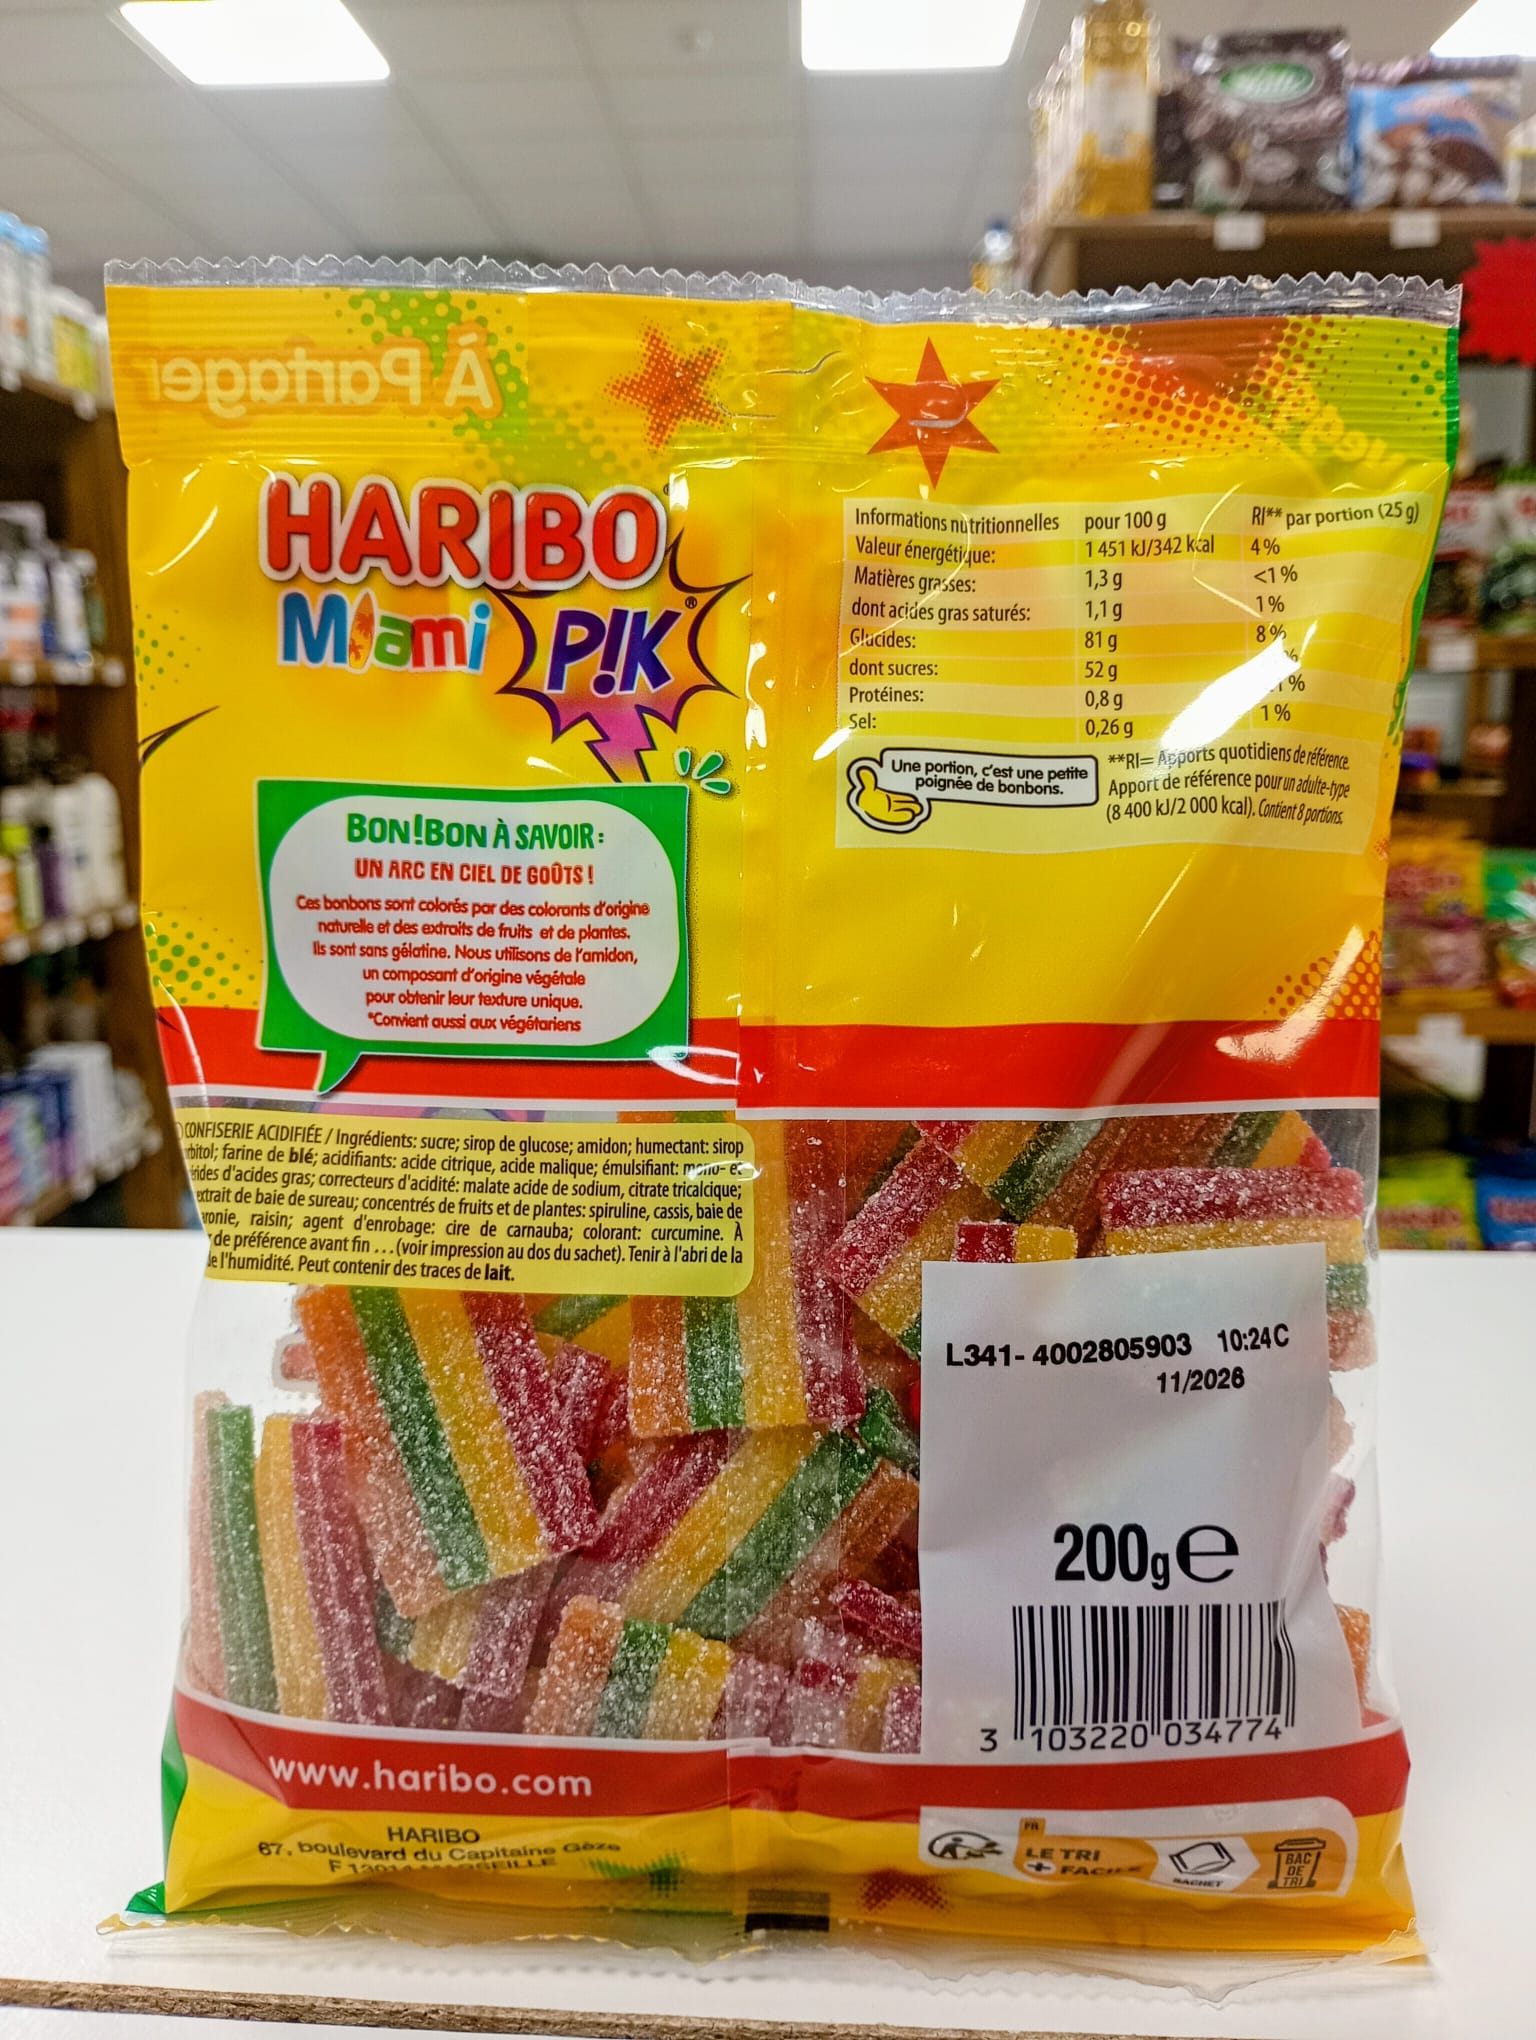 À Partager
HARIBO
Miami P!K®
BON!BON À SAVOIR :
UN ARC EN CIEL DE GOÛTS !
Ces bonbons sont colorés par des colorants d'origine
naturelle et des extraits de fruits et de plantes.
Ils sont sans gélatine. Nous utilisons de l'amidon,
un composant d'origine végétale
pour obtenir leur texture unique.
*Convient aussi aux végétariens
Informations nutritionnelles pour 100 g RI** par portion (25 g)
Valeur énergétique: 1 451 kJ/342 kcal 4 %
Matières grasses: 1,3 g <1 %
dont acides gras saturés: 1,1 g 1 %
Glucides: 81 g 8 %
dont sucres: 52 g %
Protéines: 0,8 g 1 %
Sel: 0,26 g 1 %
Une portion, c'est une petite
poignée de bonbons.
**RI= Apports quotidiens de référence.
Apport de référence pour un adulte-type
(8 400 kJ/2 000 kcal). Contient 8 portions.
CONFISERIE ACIDIFIÉE / Ingrédients: sucre; sirop de glucose; amidon; humectant: sirop
farine de blé; acidifiants: acide citrique, acide malique; émulsifiant: mono- et
d'acides gras; correcteurs d'acidité: malate acide de sodium, citrate tricalcique;
extrait de baie de sureau; concentrés de fruits et de plantes: spiruline, cassis, baie de
raisin; agent d'enrobage: cire de carnauba; colorant: curcumine. À
de préférence avant fin ... (voir impression au dos du sachet). Tenir à l'abri de la
l'humidité. Peut contenir des traces de lait.
L341- 4002805903 10:24C
11/2026
200g e
3 103220 034774
www.haribo.com
HARIBO
67, boulevard du Capitaine Gèze
MARSEILLE
FR
LE TRI
+ FACILE
SACHET
BAC
DE
TRI